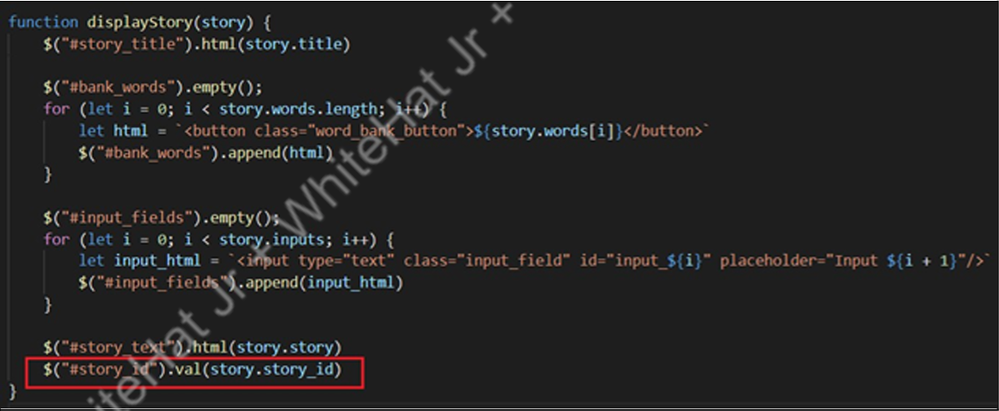 function displayStory(story) {
    $("#story_title").html(story.title)

    $("#bank_words").empty();
    for (let i = 0; i < story.words.length; i++) {
        let html = `<button class="word_bank_button">${story.words[i]}</button>`
        $("#bank_words").append(html)
    }

    $("#input_fields").empty();
    for (let i = 0; i < story.inputs; i++) {
        let input_html = `<input type="text" class="input_field" id="input_${i}" placeholder="Input ${i + 1}"/>`
        $("#input_fields").append(input_html)
    }

    $("#story_text").html(story.story)
    $("#story_id").val(story.story_id)
}
iteHat Jr + WhiteHat Jr +